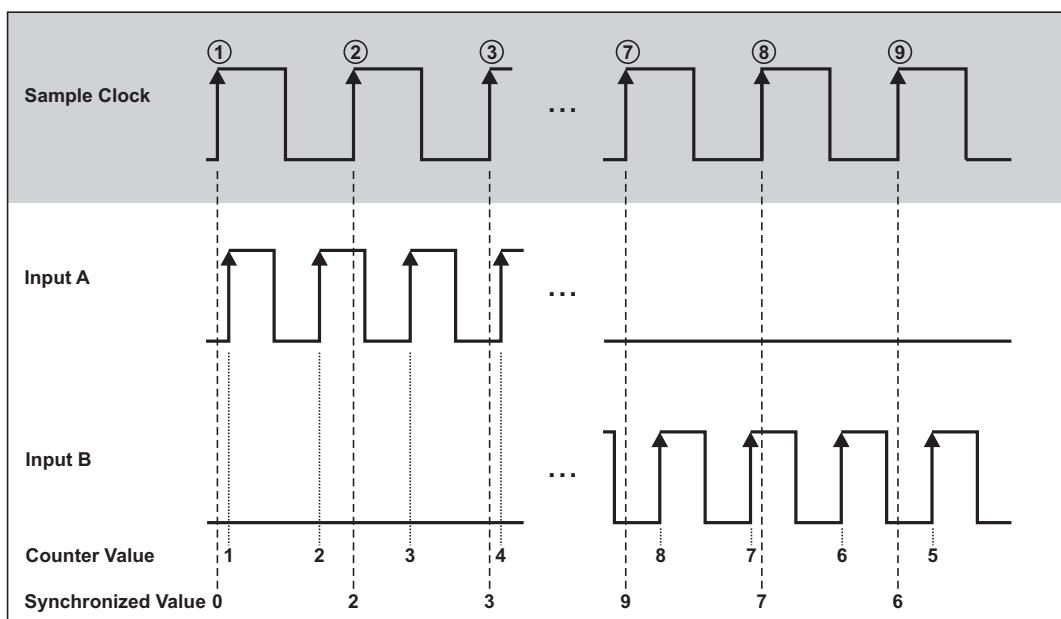 ① ② ③ ⑦ ⑧ ⑨
Sample Clock
...
Input A
...
Input B
...
Counter Value 1 2 3 4 8 7 6 5
Synchronized Value 0 2 3 9 7 6